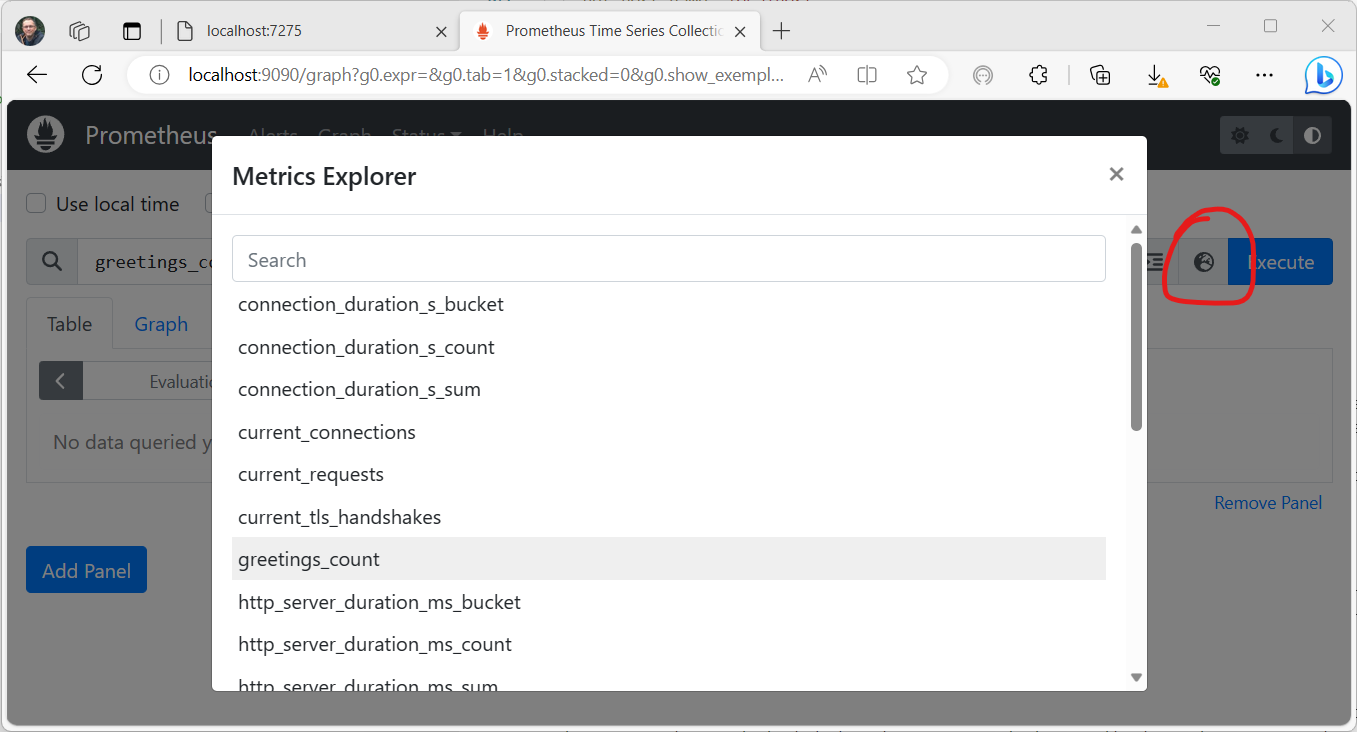 localhost:7275
Prometheus Time Series Collectio
localhost:9090/graph?g0.expr=&g0.tab=1&g0.stacked=0&g0.show_exempl...
Prometheus Alerts Graph Status Help
Metrics Explorer
Use local time
Search
greetings_co
Execute
connection_duration_s_bucket
Table Graph
connection_duration_s_count
Evaluatio
connection_duration_s_sum
current_connections
No data queried y
current_requests
Remove Panel
current_tls_handshakes
greetings_count
Add Panel
http_server_duration_ms_bucket
http_server_duration_ms_count
http_server_duration_ms_sum